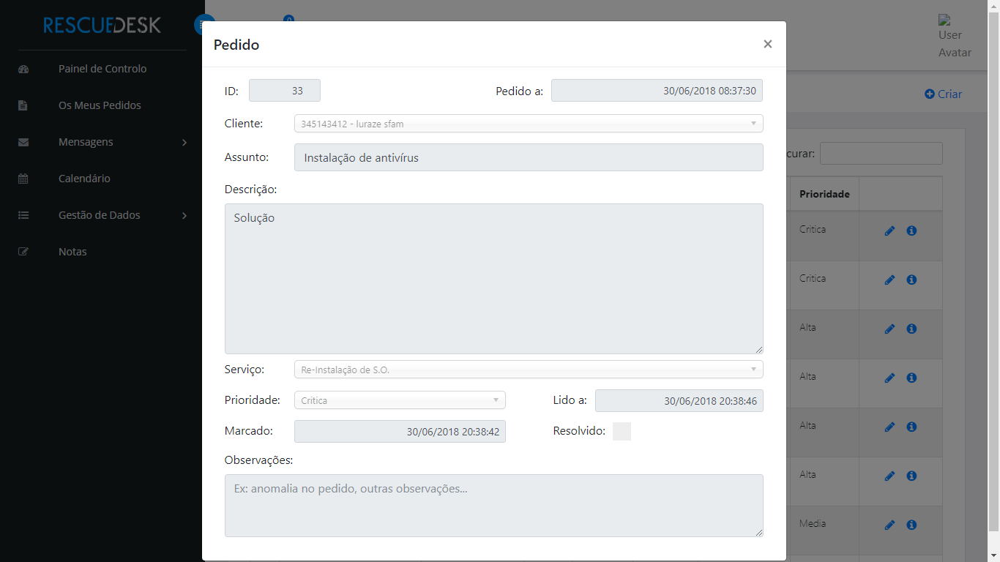 RESCUEDESK
0
User
Avatar
Painel de Controlo
Os Meus Pedidos
Mensagens
Calendário
Gestão de Dados
Notas
Pedido
×
ID: 33 Pedido a: 30/06/2018 08:37:30
Cliente: 345143412 - luraze sfam
Assunto: Instalação de antivírus
Descrição:
Solução
Serviço: Re-Instalação de S.O.
Prioridade: Critica Lido a: 30/06/2018 20:38:46
Marcado: 30/06/2018 20:38:42 Resolvido:
Observações:
Ex: anomalia no pedido, outras observações...
Criar
curar:
Prioridade
Critica
Critica
Alta
Alta
Alta
Alta
Media